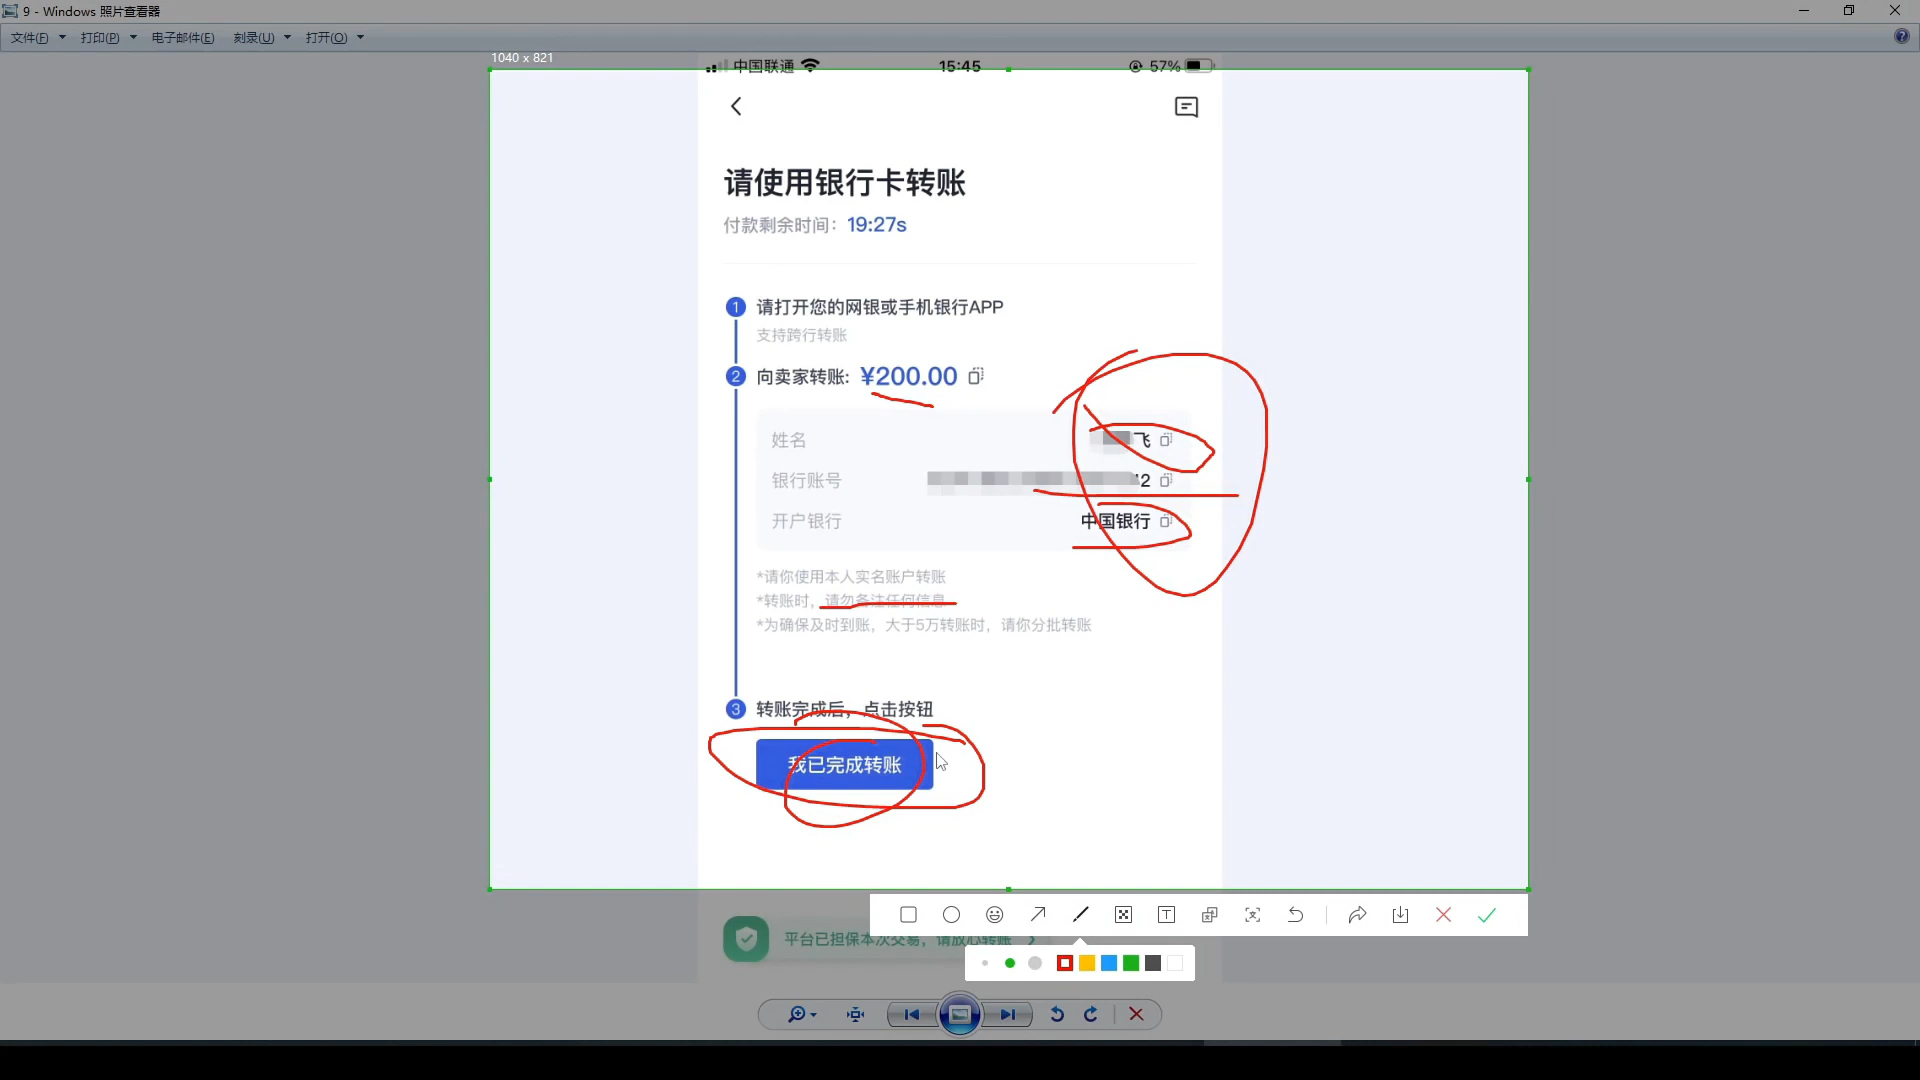 9 - Windows 照片查看器
文件(F) 打印(P) 电子邮件(E) 刻录(U) 打开(O)
1040 x 821
中国联通 15:45 57%
请使用银行卡转账
付款剩余时间：19:27s
1 请打开您的网银或手机银行APP
支持跨行转账
2 向卖家转账: ¥200.00
姓名 飞
银行账号 2
开户银行 中国银行
*请你使用本人实名账户转账
*转账时，请勿备注任何信息
*为确保及时到账，大于5万转账时，请你分批转账
3 转账完成后，点击按钮
我已完成转账
平台已担保本次交易，请放心转账